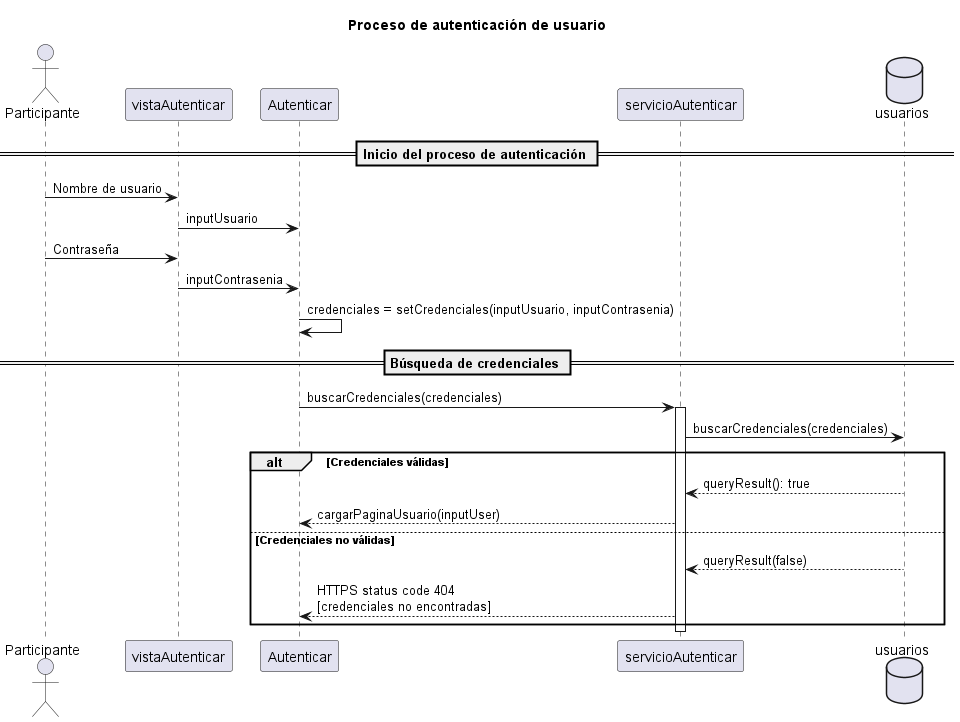 Proceso de autenticación de usuario
Participante
vistaAutenticar
Autenticar
servicioAutenticar
usuarios
Inicio del proceso de autenticación
Nombre de usuario
inputUsuario
Contraseña
inputContrasenia
credenciales = setCredenciales(inputUsuario, inputContrasenia)
Búsqueda de credenciales
buscarCredenciales(credenciales)
buscarCredenciales(credenciales)
alt
[Credenciales válidas]
queryResult(): true
cargarPaginaUsuario(inputUser)
[Credenciales no válidas]
queryResult(false)
HTTPS status code 404
[credenciales no encontradas]
Participante
vistaAutenticar
Autenticar
servicioAutenticar
usuarios